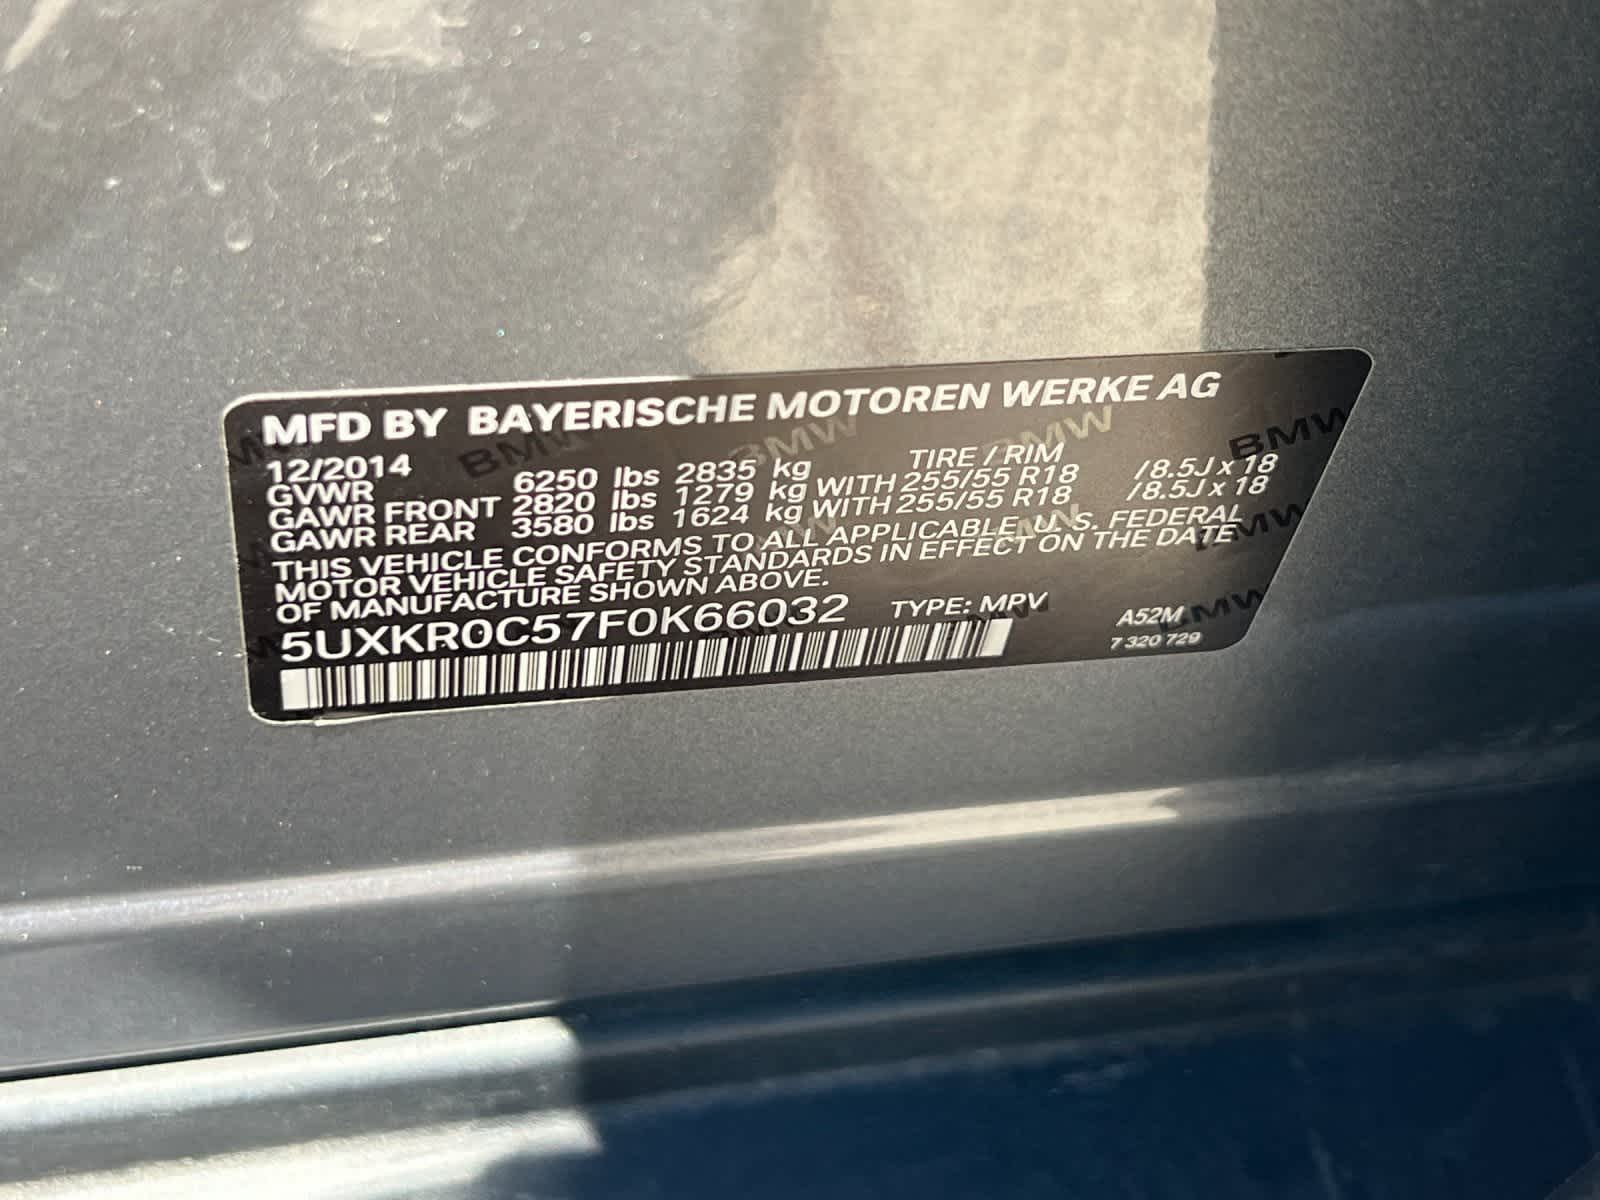 MFD BY BAYERISCHE MOTOREN WERKE AG
12/2014 TIRE / RIM
GVWR 6250 lbs 2835 kg
GAWR FRONT 2820 lbs 1279 kg WITH 255/55 R18 /8.5J x 18
GAWR REAR 3580 lbs 1624 kg WITH 255/55 R18 /8.5J x 18
THIS VEHICLE CONFORMS TO ALL APPLICABLE U.S. FEDERAL
MOTOR VEHICLE SAFETY STANDARDS IN EFFECT ON THE DATE
OF MANUFACTURE SHOWN ABOVE.
5UXKR0C57F0K66032 TYPE: MPV A52M
7 320 729